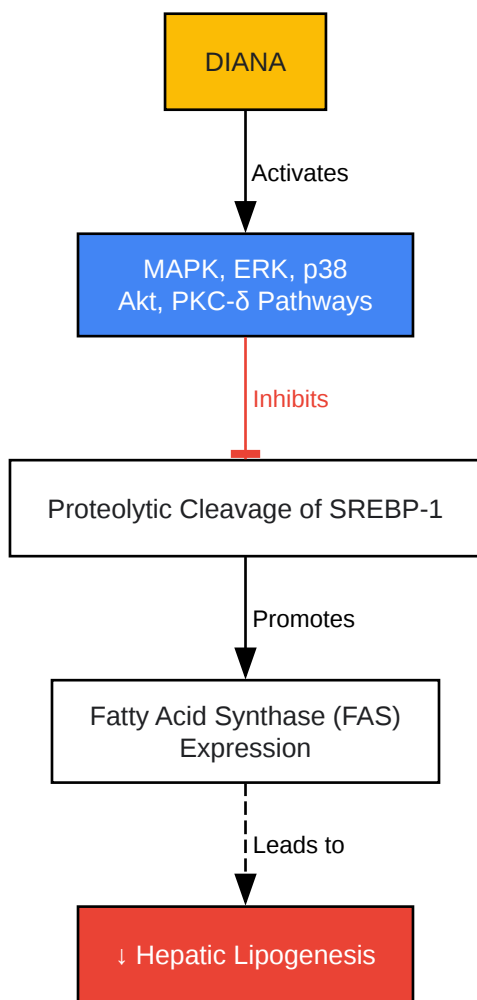 DIANA
Activates
MAPK, ERK, p38
Akt, PKC-δ Pathways
Inhibits
Proteolytic Cleavage of SREBP-1
Promotes
Fatty Acid Synthase (FAS)
Expression
Leads to
↓ Hepatic Lipogenesis